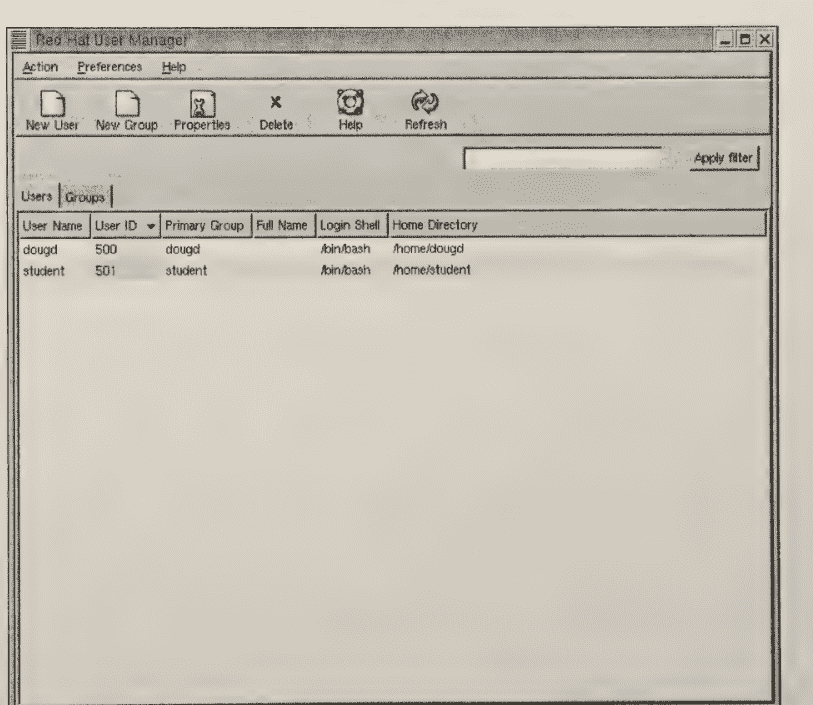 Red Hat User Manager
Action Preferences Help
New User New Group Properties Delete Help Refresh
Apply filter
Users Groups
User Name User ID Primary Group Full Name Login Shell Home Directory
dougd 500 dougd /bin/bash /home/dougd
student 501 student /bin/bash /home/student